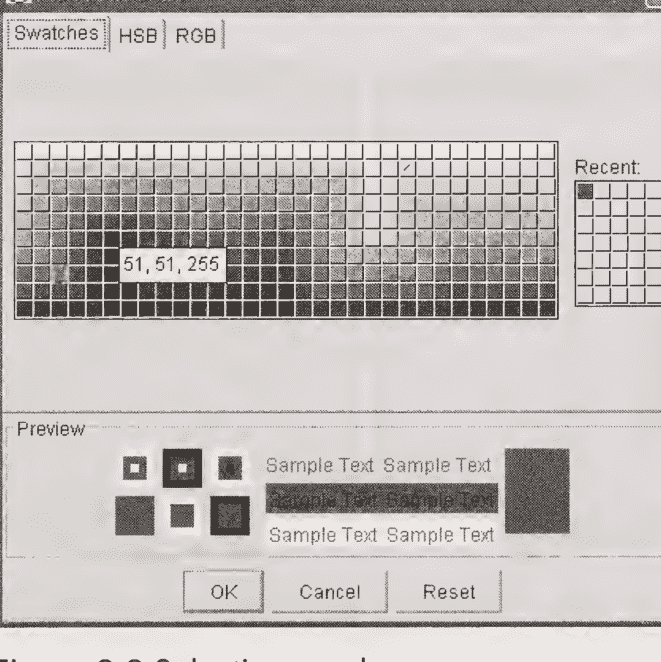 Swatches HSB RGB
Recent:
51, 51, 255
Preview
Sample Text Sample Text
Sample Text Sample Text
Sample Text Sample Text
OK Cancel Reset